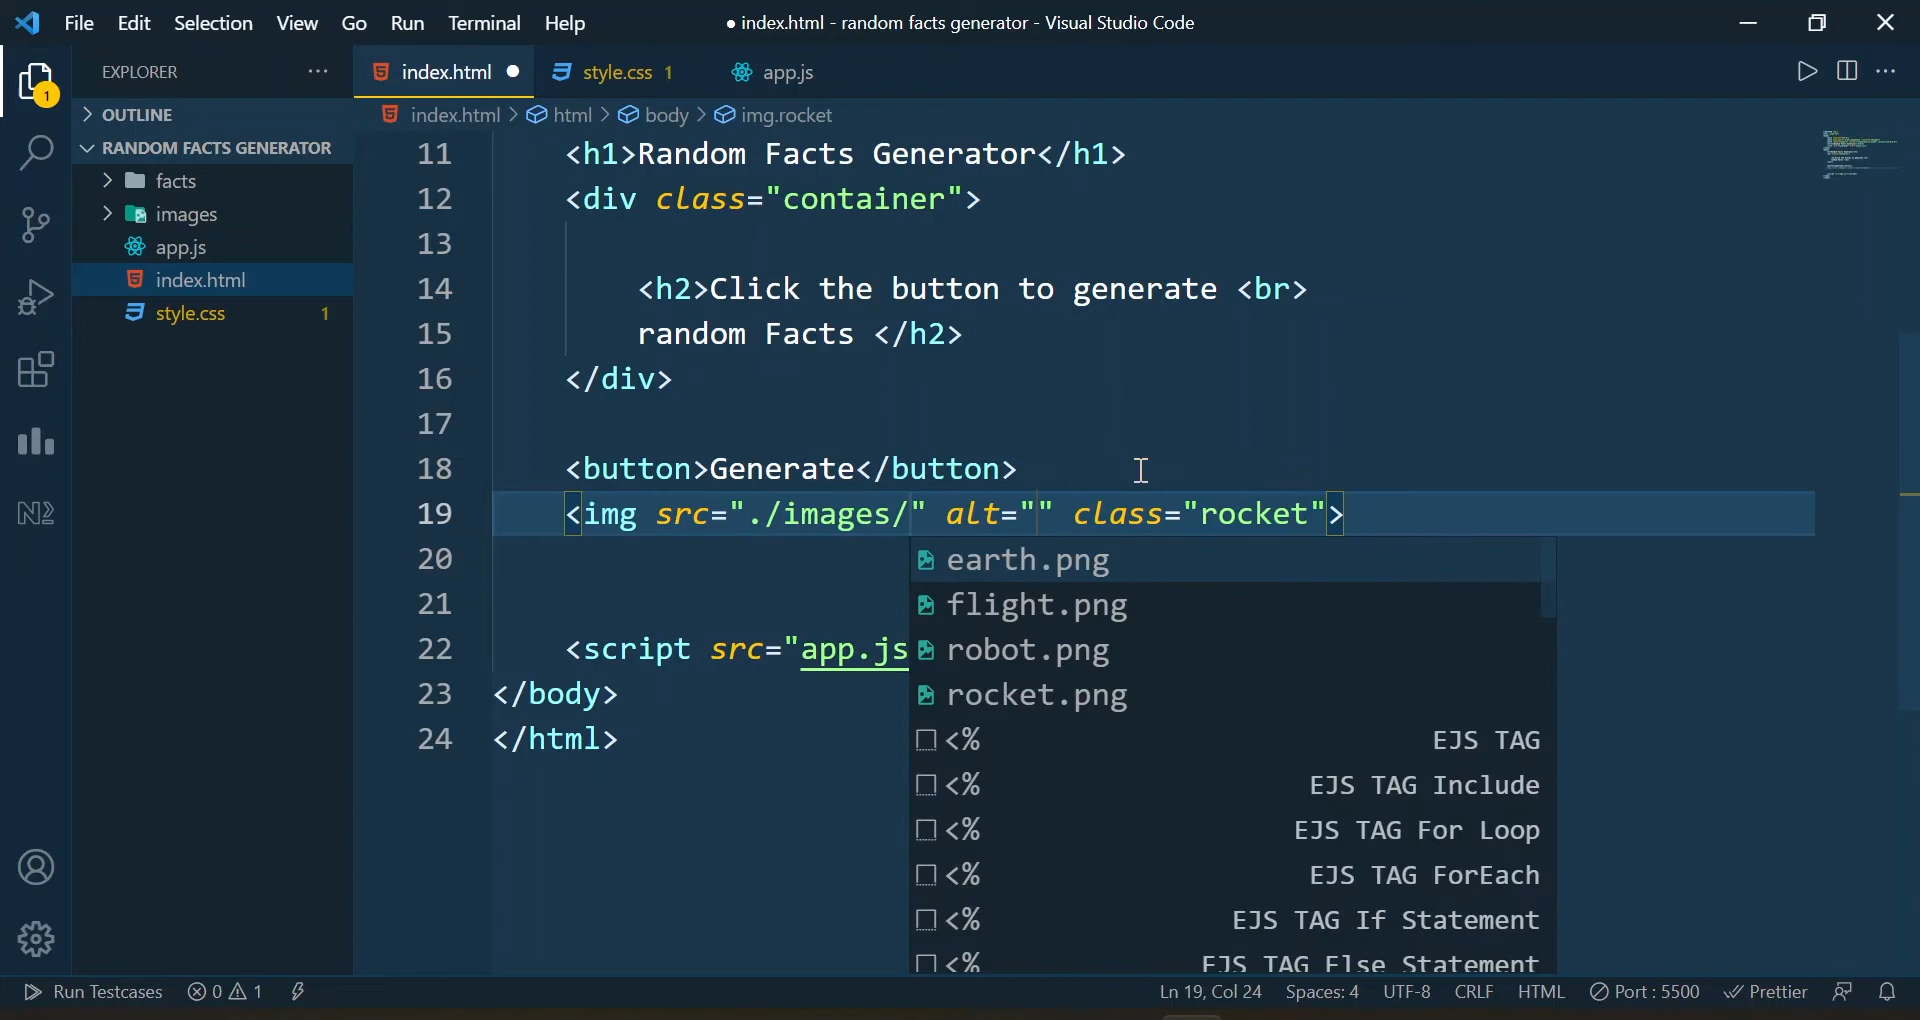 File Edit Selection View Go Run Terminal Help
● index.html - random facts generator - Visual Studio Code
EXPLORER
index.html ●
style.css 1
app.js
1
OUTLINE
index.html > html > body > img.rocket
RANDOM FACTS GENERATOR
facts
images
app.js
index.html
style.css 1
11 <h1>Random Facts Generator</h1>
12 <div class="container">
13
14 <h2>Click the button to generate <br>
15 random Facts </h2>
16 </div>
17
18 <button>Generate</button>
19 <img src="./images/" alt="" class="rocket">
20
21
22 <script src="app.js
23 </body>
24 </html>
earth.png
flight.png
robot.png
rocket.png
<% EJS TAG
<% EJS TAG Include
<% EJS TAG For Loop
<% EJS TAG ForEach
<% EJS TAG If Statement
<% EJS TAG Else Statement
N2
Run Testcases 0 1 Ln 19, Col 24 Spaces: 4 UTF-8 CRLF HTML Port : 5500 Prettier